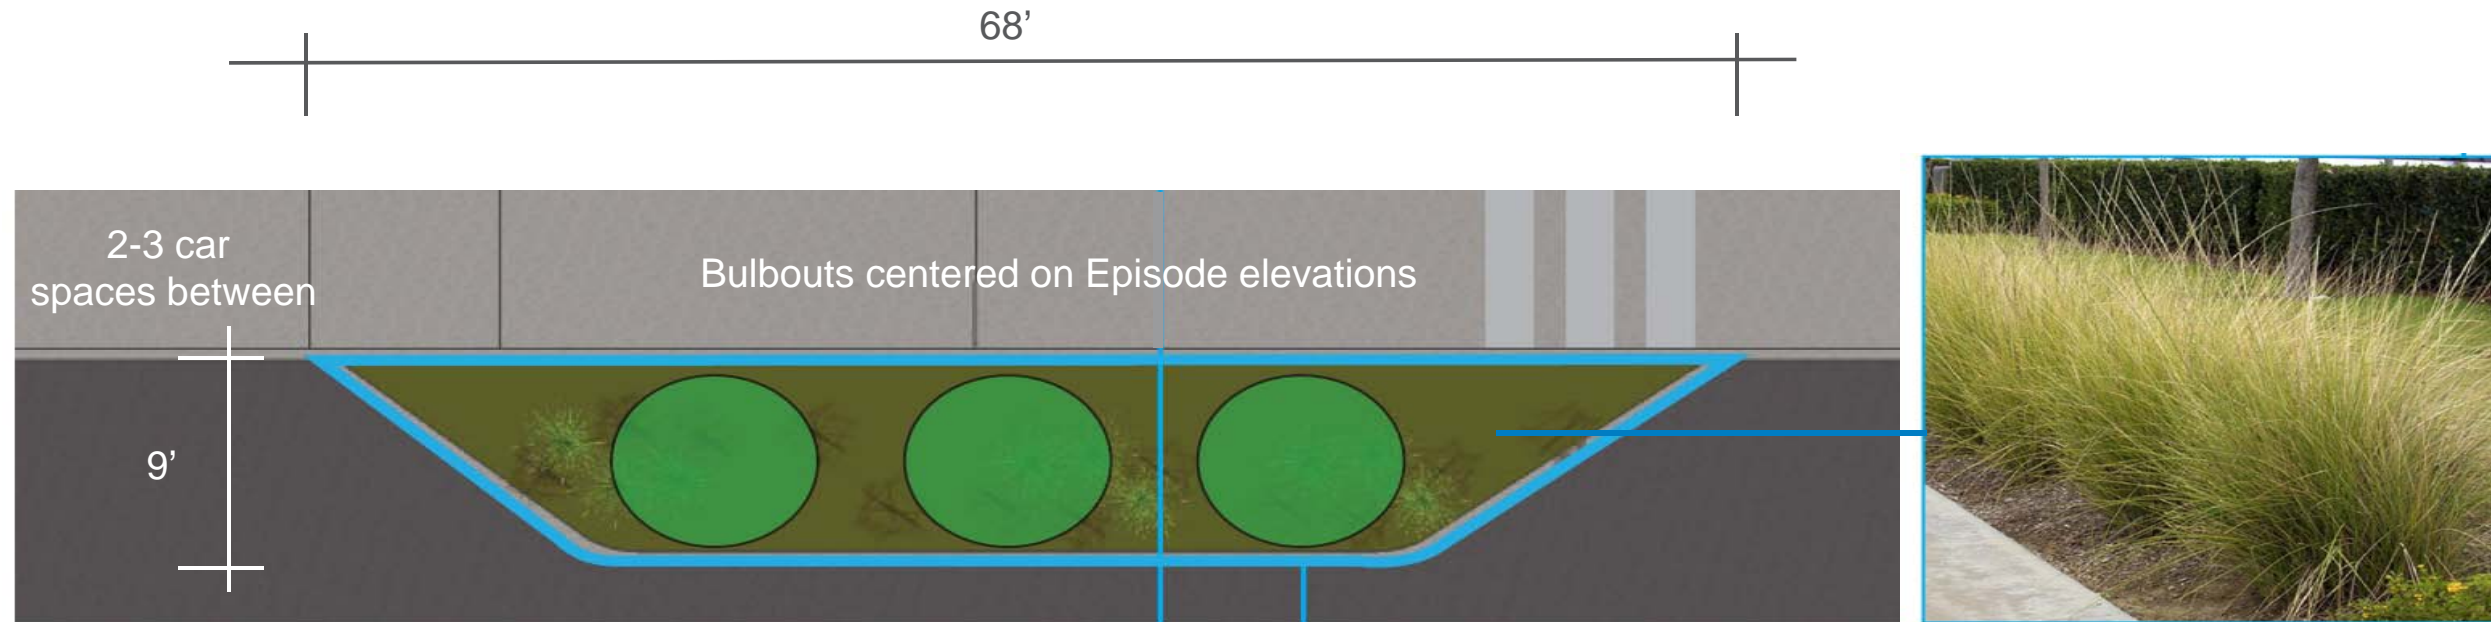 68’
2-3 car
spaces between
Bulbouts centered on Episode elevations
9’